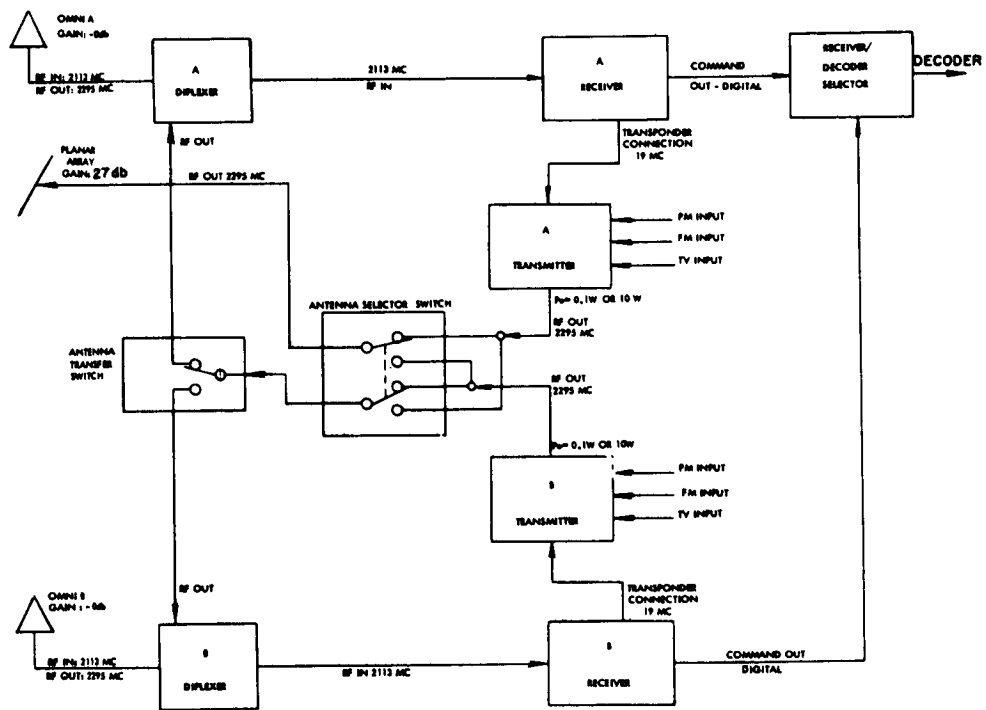 OMNI A
GAIN: -0db
RF IN: 2113 MC
RF OUT: 2295 MC
A
DIPLEXER
2113 MC
RF IN
A
RECEIVER
COMMAND
OUT - DIGITAL
RECEIVER/
DECODER
SELECTOR
DECODER
RF OUT
TRANSPONDER
CONNECTION
19 MC
PLANAR
ARRAY
GAIN: 27db
RF OUT 2295 MC
A
TRANSMITTER
PM INPUT
FM INPUT
TV INPUT
Po= 0.1W OR 10 W
RF OUT
2295 MC
ANTENNA SELECTOR SWITCH
ANTENNA
TRANSFER
SWITCH
RF OUT
2295 MC
Po= 0.1W OR 10W
B
TRANSMITTER
PM INPUT
FM INPUT
TV INPUT
RF OUT
TRANSPONDER
CONNECTION
19 MC
OMNI B
GAIN: -0db
RF IN: 2113 MC
RF OUT: 2295 MC
B
DIPLEXER
RF IN 2113 MC
B
RECEIVER
COMMAND OUT
DIGITAL